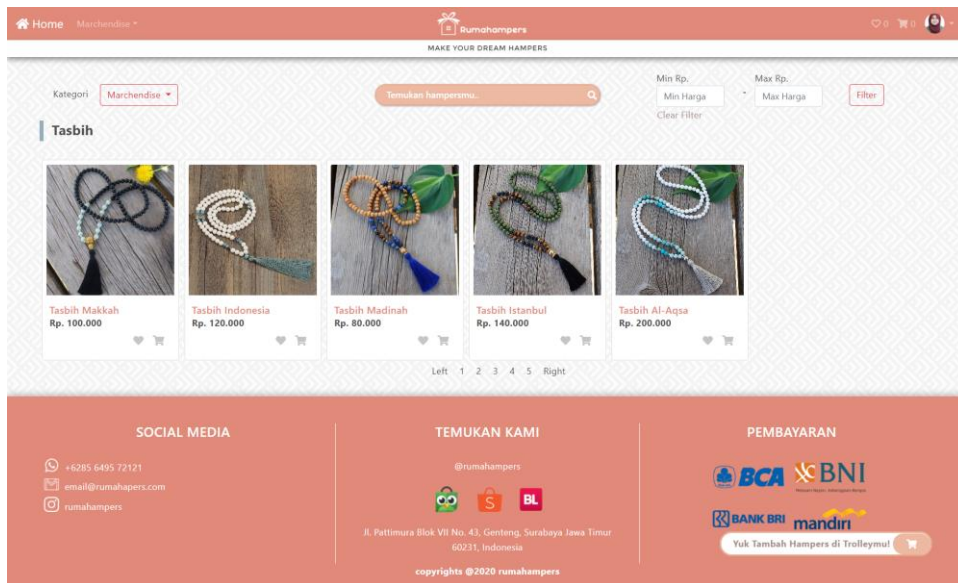 Home Marchendise
Rumahampers
0 0
MAKE YOUR DREAM HAMPERS
Kategori Marchendise
Temukan hampersmu..
Min Rp. Max Rp.
Min Harga - Max Harga Filter
Clear Filter
Tasbih
Tasbih Makkah
Rp. 100.000
Tasbih Indonesia
Rp. 120.000
Tasbih Madinah
Rp. 80.000
Tasbih Istanbul
Rp. 140.000
Tasbih Al-Aqsa
Rp. 200.000
Left 1 2 3 4 5 Right
SOCIAL MEDIA
+6285 6495 72121
email@rumahapers.com
rumahampers
TEMUKAN KAMI
@rumahampers
S
BL
Jl. Pattimura Blok VII No. 43, Genteng, Surabaya Jawa Timur
60231, Indonesia
copyrights @2020 rumahampers
PEMBAYARAN
BCA BNI
BANK BRI mandiri
Yuk Tambah Hampers di Trolleymu!